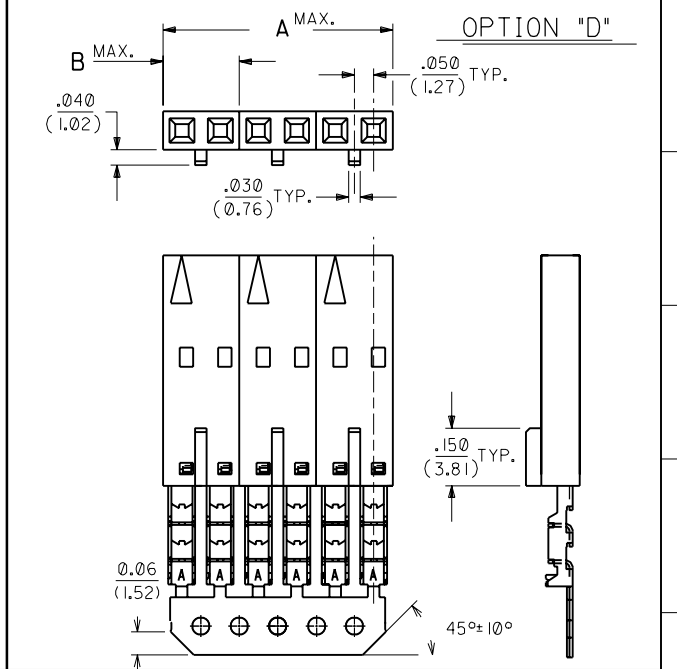 OPTION "D"
A MAX.
B MAX.
.050
(1.27) TYP.
.040
(1.02)
.030
(0.76) TYP.
.150
(3.81) TYP.
A A A A A A
0.06
(1.52)
45°±10°